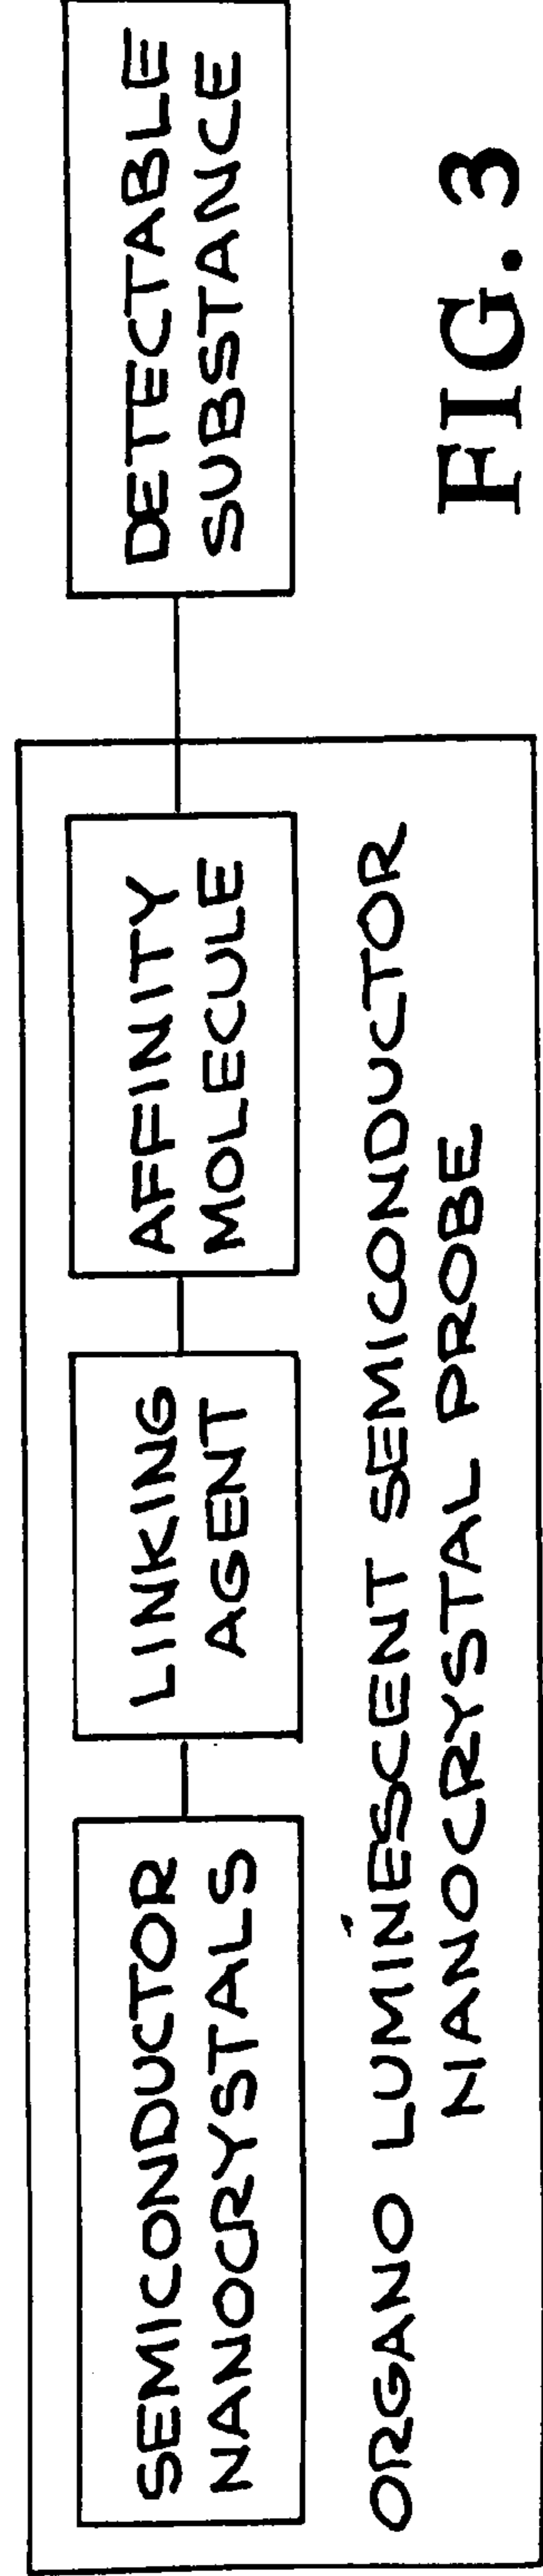 SEMICONDUCTOR
NANOCRYSTALS
LINKING
AGENT
AFFINITY
MOLECULE
DETECTABLE
SUBSTANCE
ORGANO LUMINESCENT SEMICONDUCTOR
NANOCRYSTAL PROBE
FIG. 3